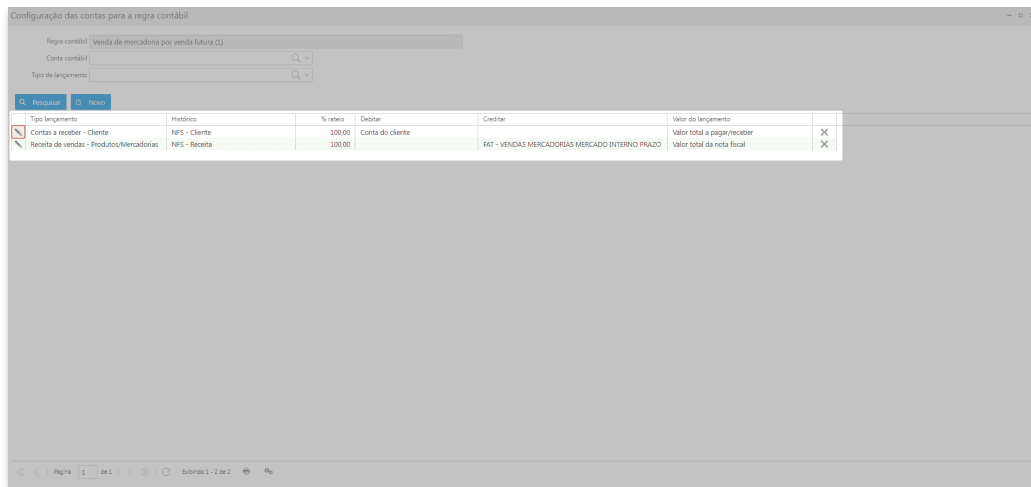 Configuração das contas para a regra contábil
Regra contábil Venda de mercadoria por venda futura (1)
Conta contábil
Tipo de lançamento
Pesquisar Novo
Tipo lançamento Histórico % rateio Debitar Creditar Valor do lançamento
Contas a receber - Cliente NFS - Cliente 100,00 Conta do cliente Valor total a pagar/receber
Receita de vendas - Produtos/Mercadorias NFS - Receita 100,00 FAT - VENDAS MERCADORIAS MERCADO INTERNO PRAZO Valor total da nota fiscal
Página 1 de 1 Exibindo 1 - 2 de 2